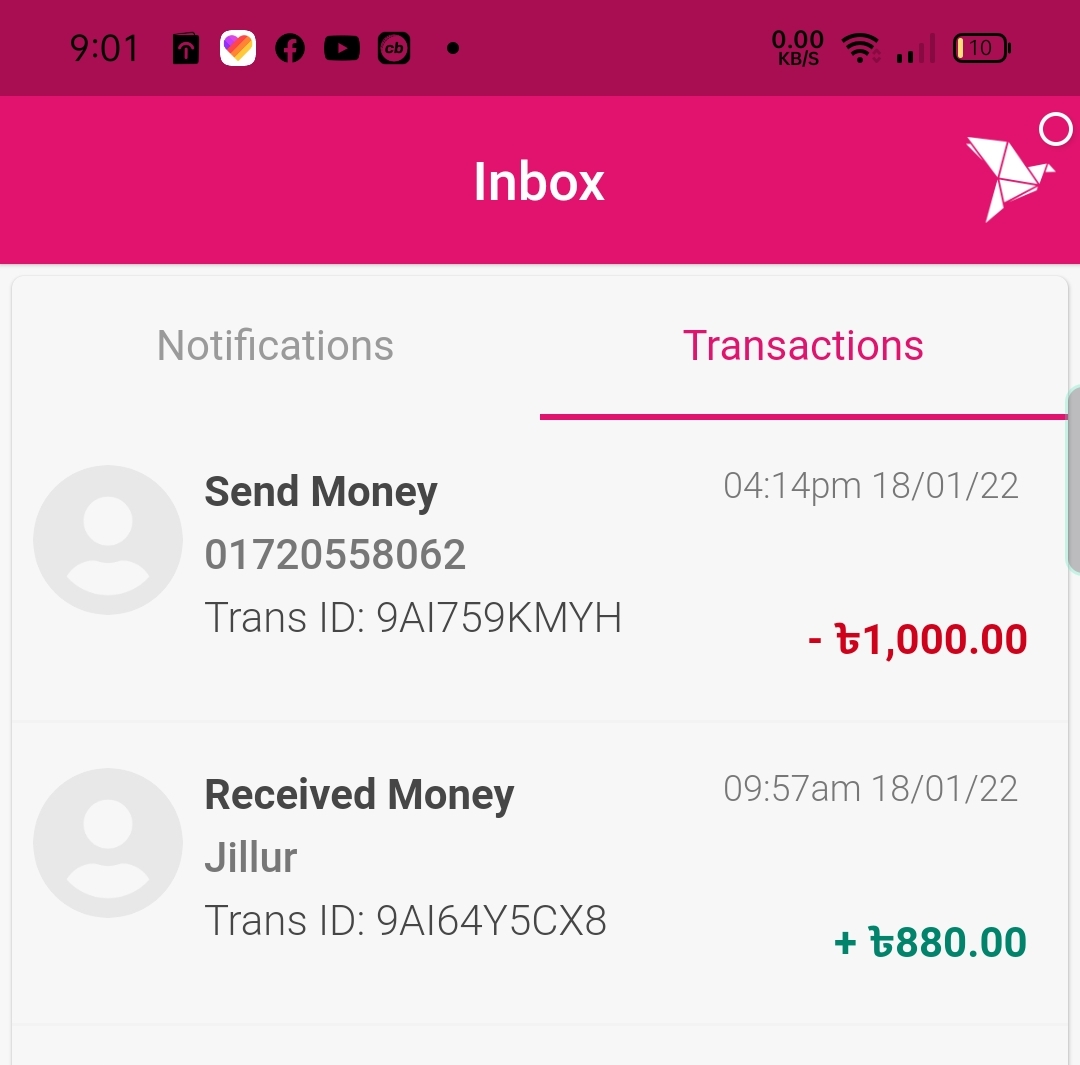 9:01 cb 0.00 KB/S 10
Inbox
Notifications Transactions
Send Money 04:14pm 18/01/22
01720558062
Trans ID: 9AI759KMYH
- ৳1,000.00
Received Money 09:57am 18/01/22
Jillur
Trans ID: 9AI64Y5CX8
+ ৳880.00